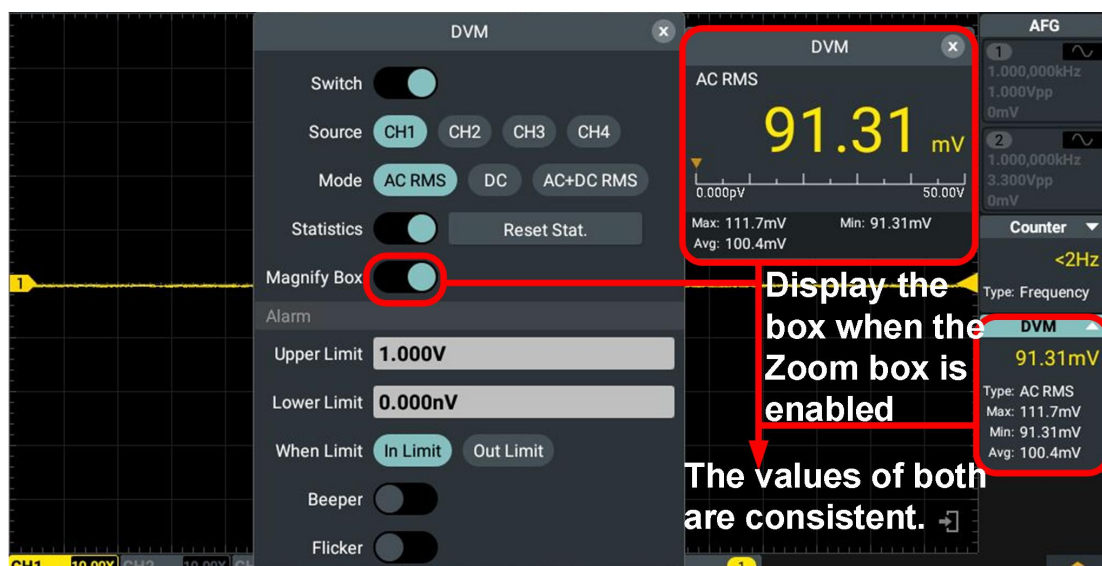 DVM
Switch
Source CH1 CH2 CH3 CH4
Mode AC RMS DC AC+DC RMS
Statistics Reset Stat.
Magnify Box
Alarm
Upper Limit 1.000V
Lower Limit 0.000nV
When Limit In Limit Out Limit
Beeper
Flicker
1
DVM
AC RMS
91.31 mV
0.000pV 50.00V
Max: 111.7mV Min: 91.31mV
Avg: 100.4mV
Display the
box when the
Zoom box is
enabled
The values of both
are consistent.
AFG
1
1.000,000kHz
1.000Vpp
0mV
2
1.000,000kHz
3.300Vpp
0mV
Counter
<2Hz
Type: Frequency
DVM
91.31mV
Type: AC RMS
Max: 111.7mV
Min: 91.31mV
Avg: 100.4mV
CH1 10.00X CH2 10.00X
1